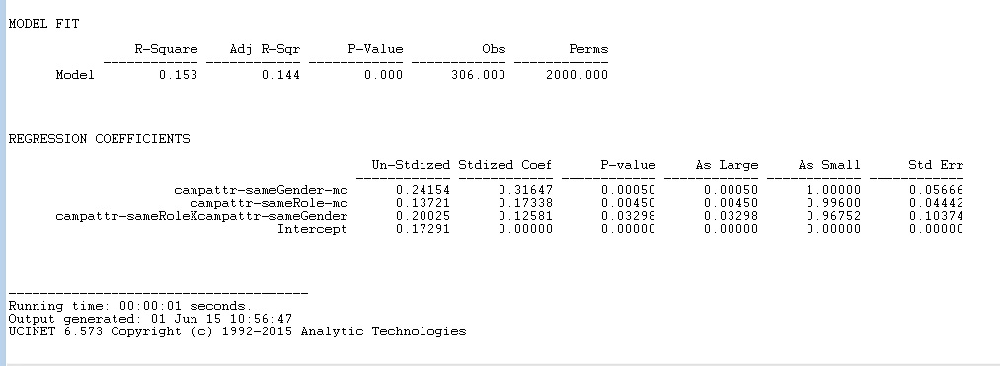 MODEL FIT
R-Square Adj R-Sqr P-Value Obs Perms
Model 0.153 0.144 0.000 306.000 2000.000
REGRESSION COEFFICIENTS
Un-Stdized Stdized Coef P-value As Large As Small Std Err
campattr-sameGender-mc 0.24154 0.31647 0.00050 0.00050 1.00000 0.05666
campattr-sameRole-mc 0.13721 0.17338 0.00450 0.00450 0.99600 0.04442
campattr-sameRoleXcampattr-sameGender 0.20025 0.12581 0.03298 0.03298 0.96752 0.10374
Intercept 0.17291 0.00000 0.00000 0.00000 0.00000 0.00000
Running time: 00:00:01 seconds.
Output generated: 01 Jun 15 10:56:47
UCINET 6.573 Copyright (c) 1992-2015 Analytic Technologies